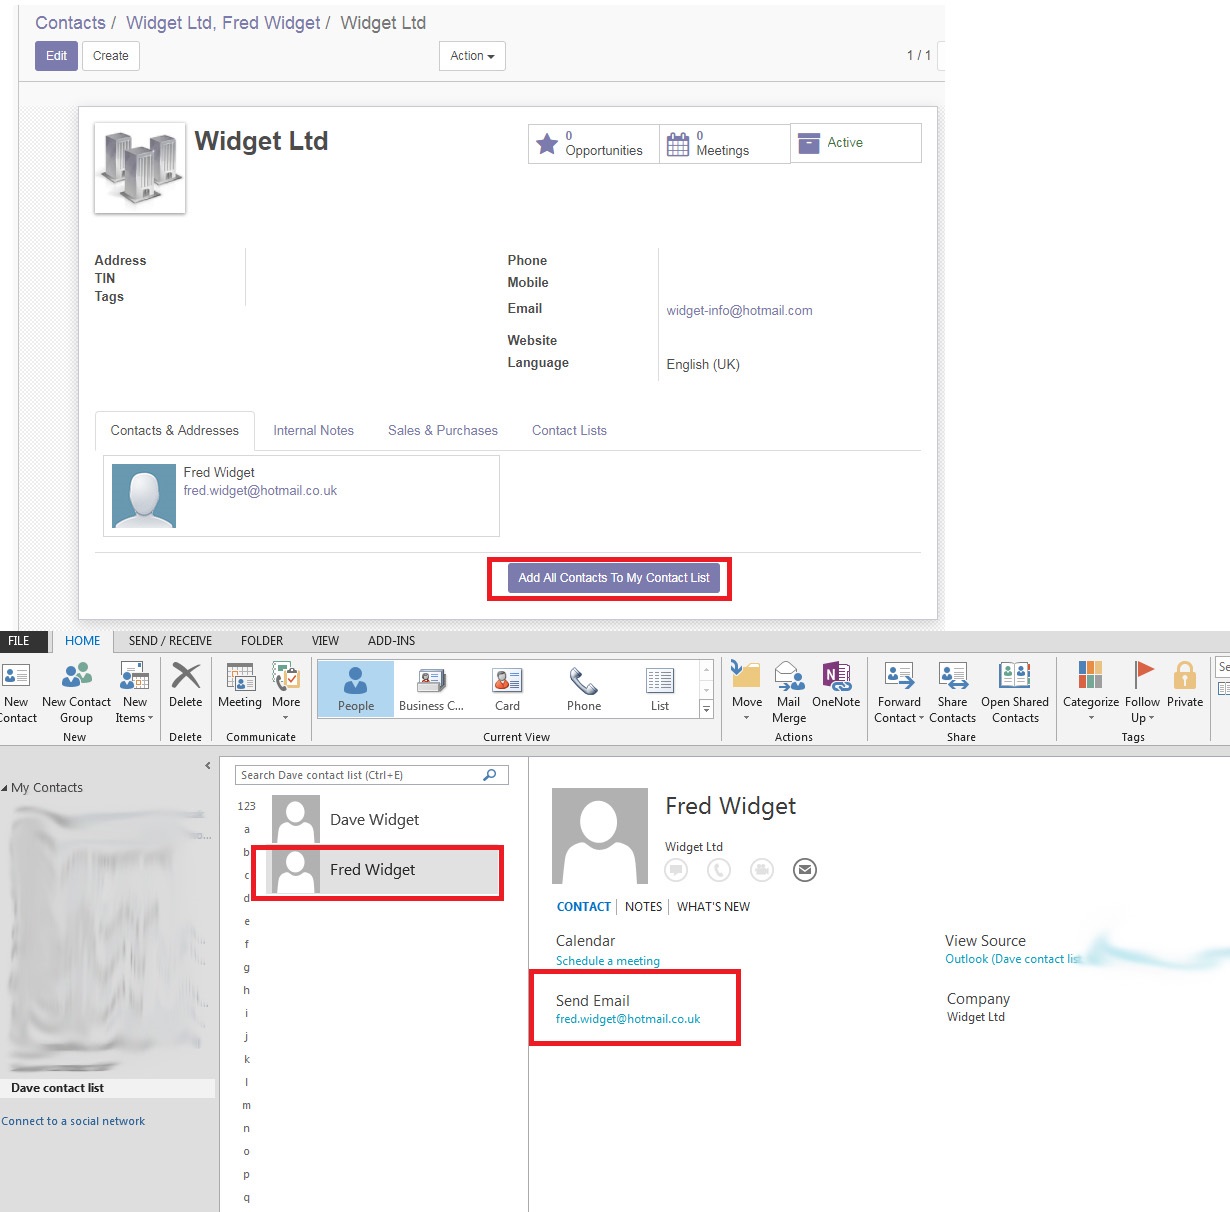 Contacts / Widget Ltd, Fred Widget / Widget Ltd
Edit Create Action 1 / 1
Widget Ltd
0 Opportunities
0 Meetings
Active
Address
TIN
Tags
Phone
Mobile
Email widget-info@hotmail.com
Website
Language English (UK)
Contacts & Addresses Internal Notes Sales & Purchases Contact Lists
Fred Widget
fred.widget@hotmail.co.uk
Add All Contacts To My Contact List
FILE HOME SEND / RECEIVE FOLDER VIEW ADD-INS
New Contact
New Contact Group
New Items
Delete
Meeting
More
People
Business C...
Card
Phone
List
Move
Mail Merge
OneNote
Forward Contact
Share Contacts
Open Shared Contacts
Categorize
Follow Up
Private
Se
New Delete Communicate Current View Actions Share Tags
My Contacts
Dave contact list
Connect to a social network
Search Dave contact list (Ctrl+E)
123
a
b
c
d
e
f
g
h
i
j
k
l
m
n
o
p
q
Dave Widget
Fred Widget
Fred Widget
Widget Ltd
CONTACT NOTES WHAT'S NEW
Calendar
Schedule a meeting
Send Email
fred.widget@hotmail.co.uk
View Source
Outlook (Dave contact lis
Company
Widget Ltd